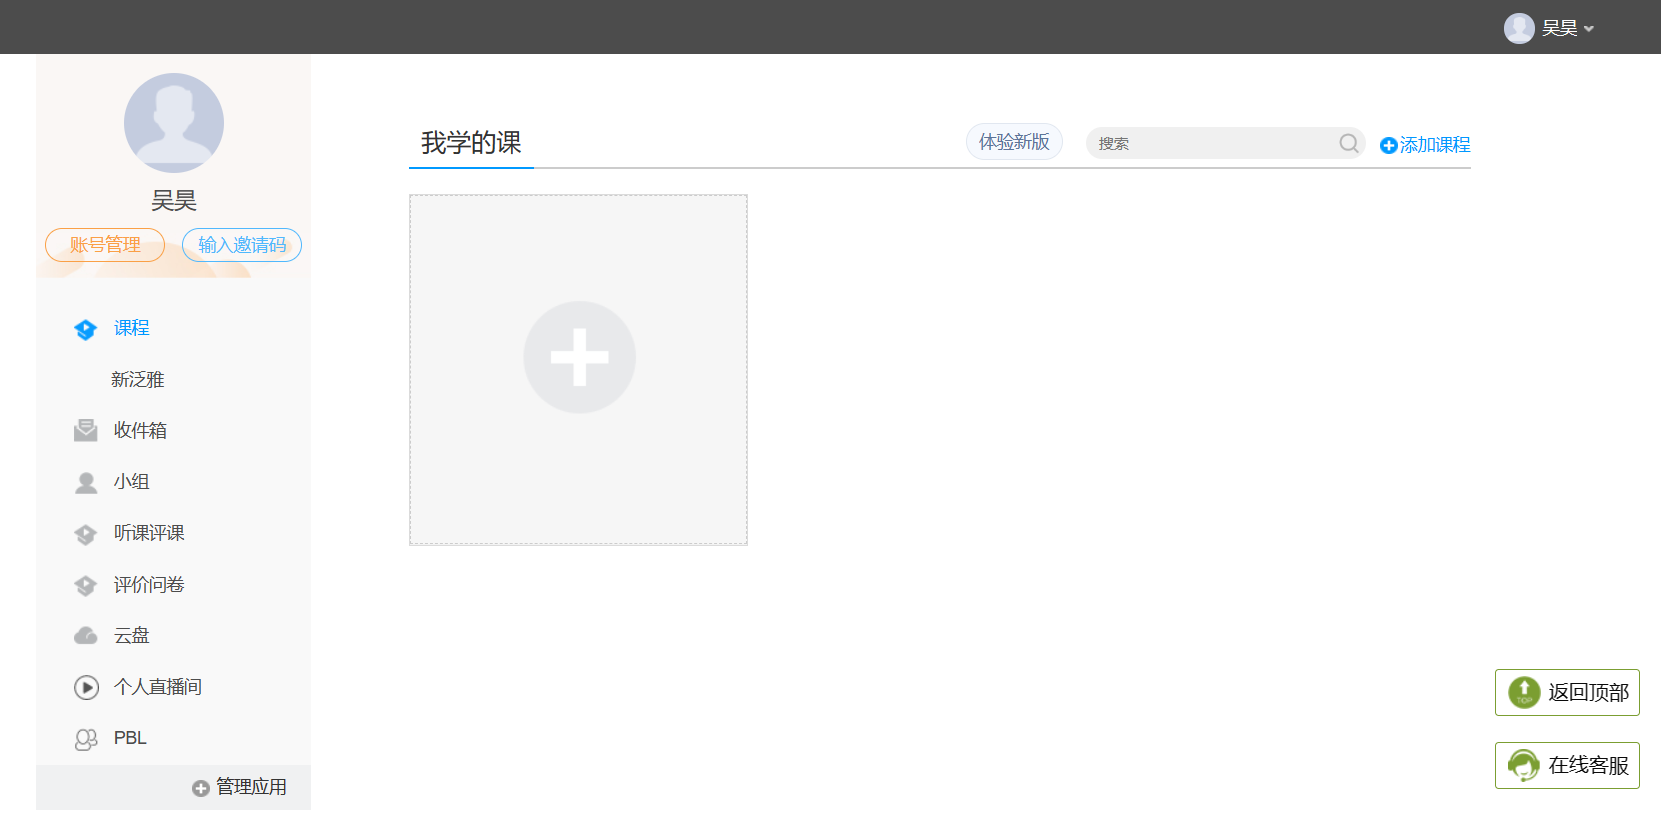 吴昊
吴昊
账号管理 输入邀请码
课程
新泛雅
收件箱
小组
听课评课
评价问卷
云盘
个人直播间
PBL
管理应用
我学的课 体验新版 搜索 添加课程
TOP 返回顶部
在线客服